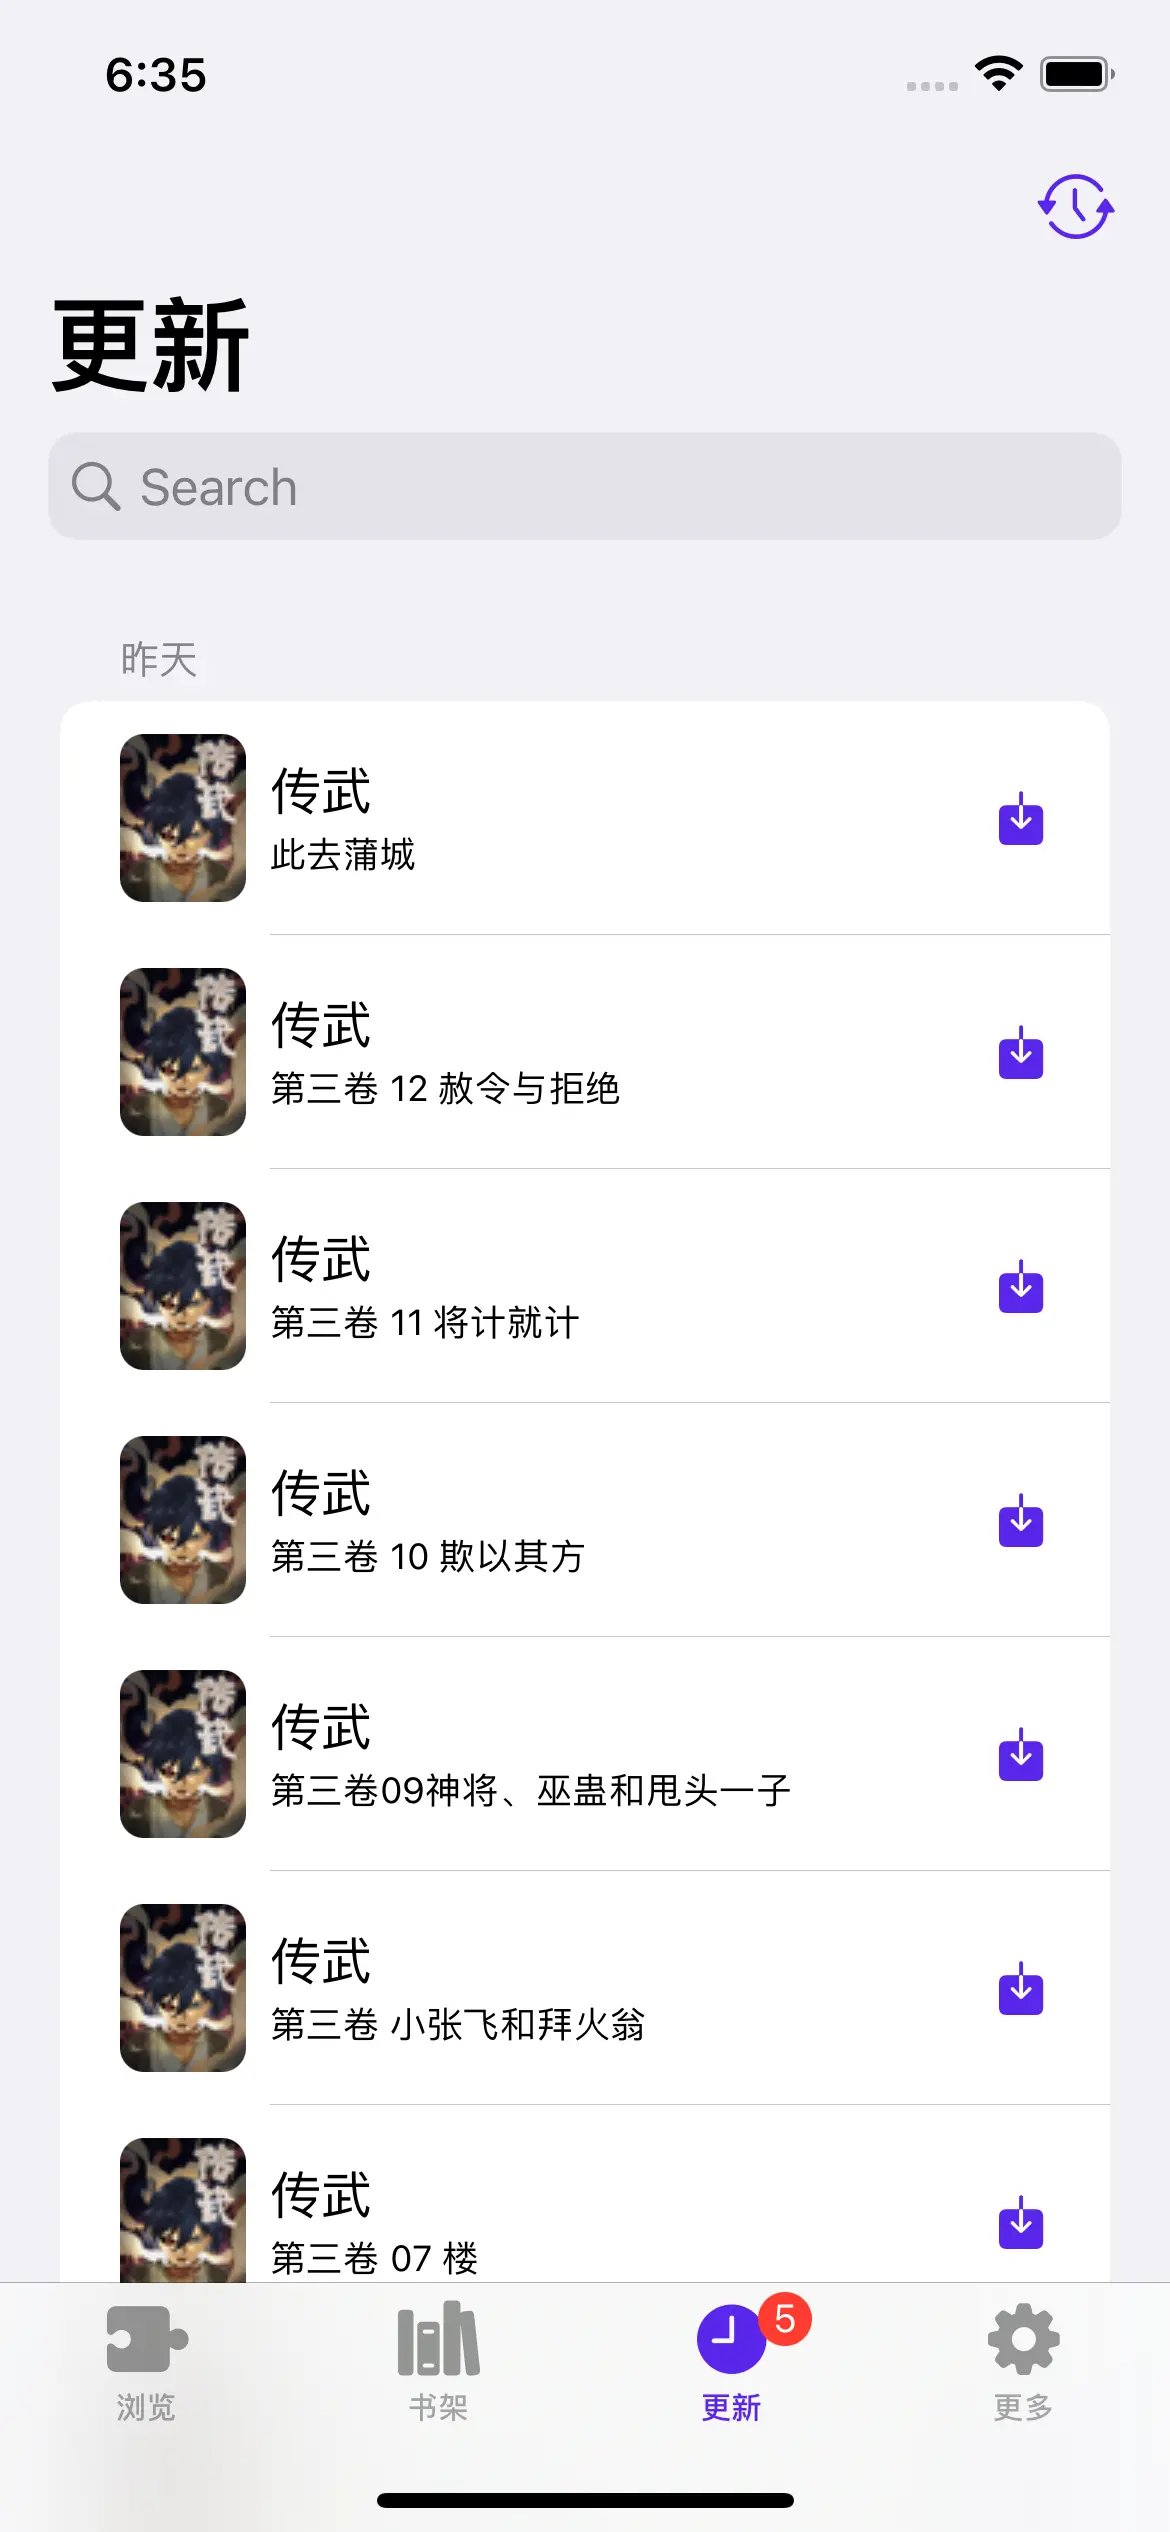 6:35
更新
Search
昨天
传武
此去蒲城
传武
第三卷 12 赦令与拒绝
传武
第三卷 11 将计就计
传武
第三卷 10 欺以其方
传武
第三卷09神将、巫蛊和甩头一子
传武
第三卷 小张飞和拜火翁
传武
第三卷 07 楼
5
浏览
书架
更新
更多